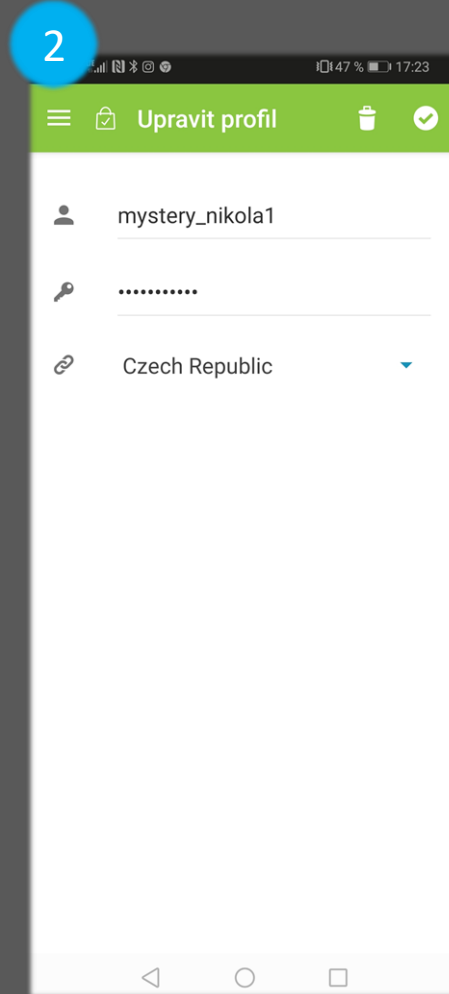 2
47 % 17:23
Upravit profil
mystery_nikola1
•••••••••••
Czech Republic